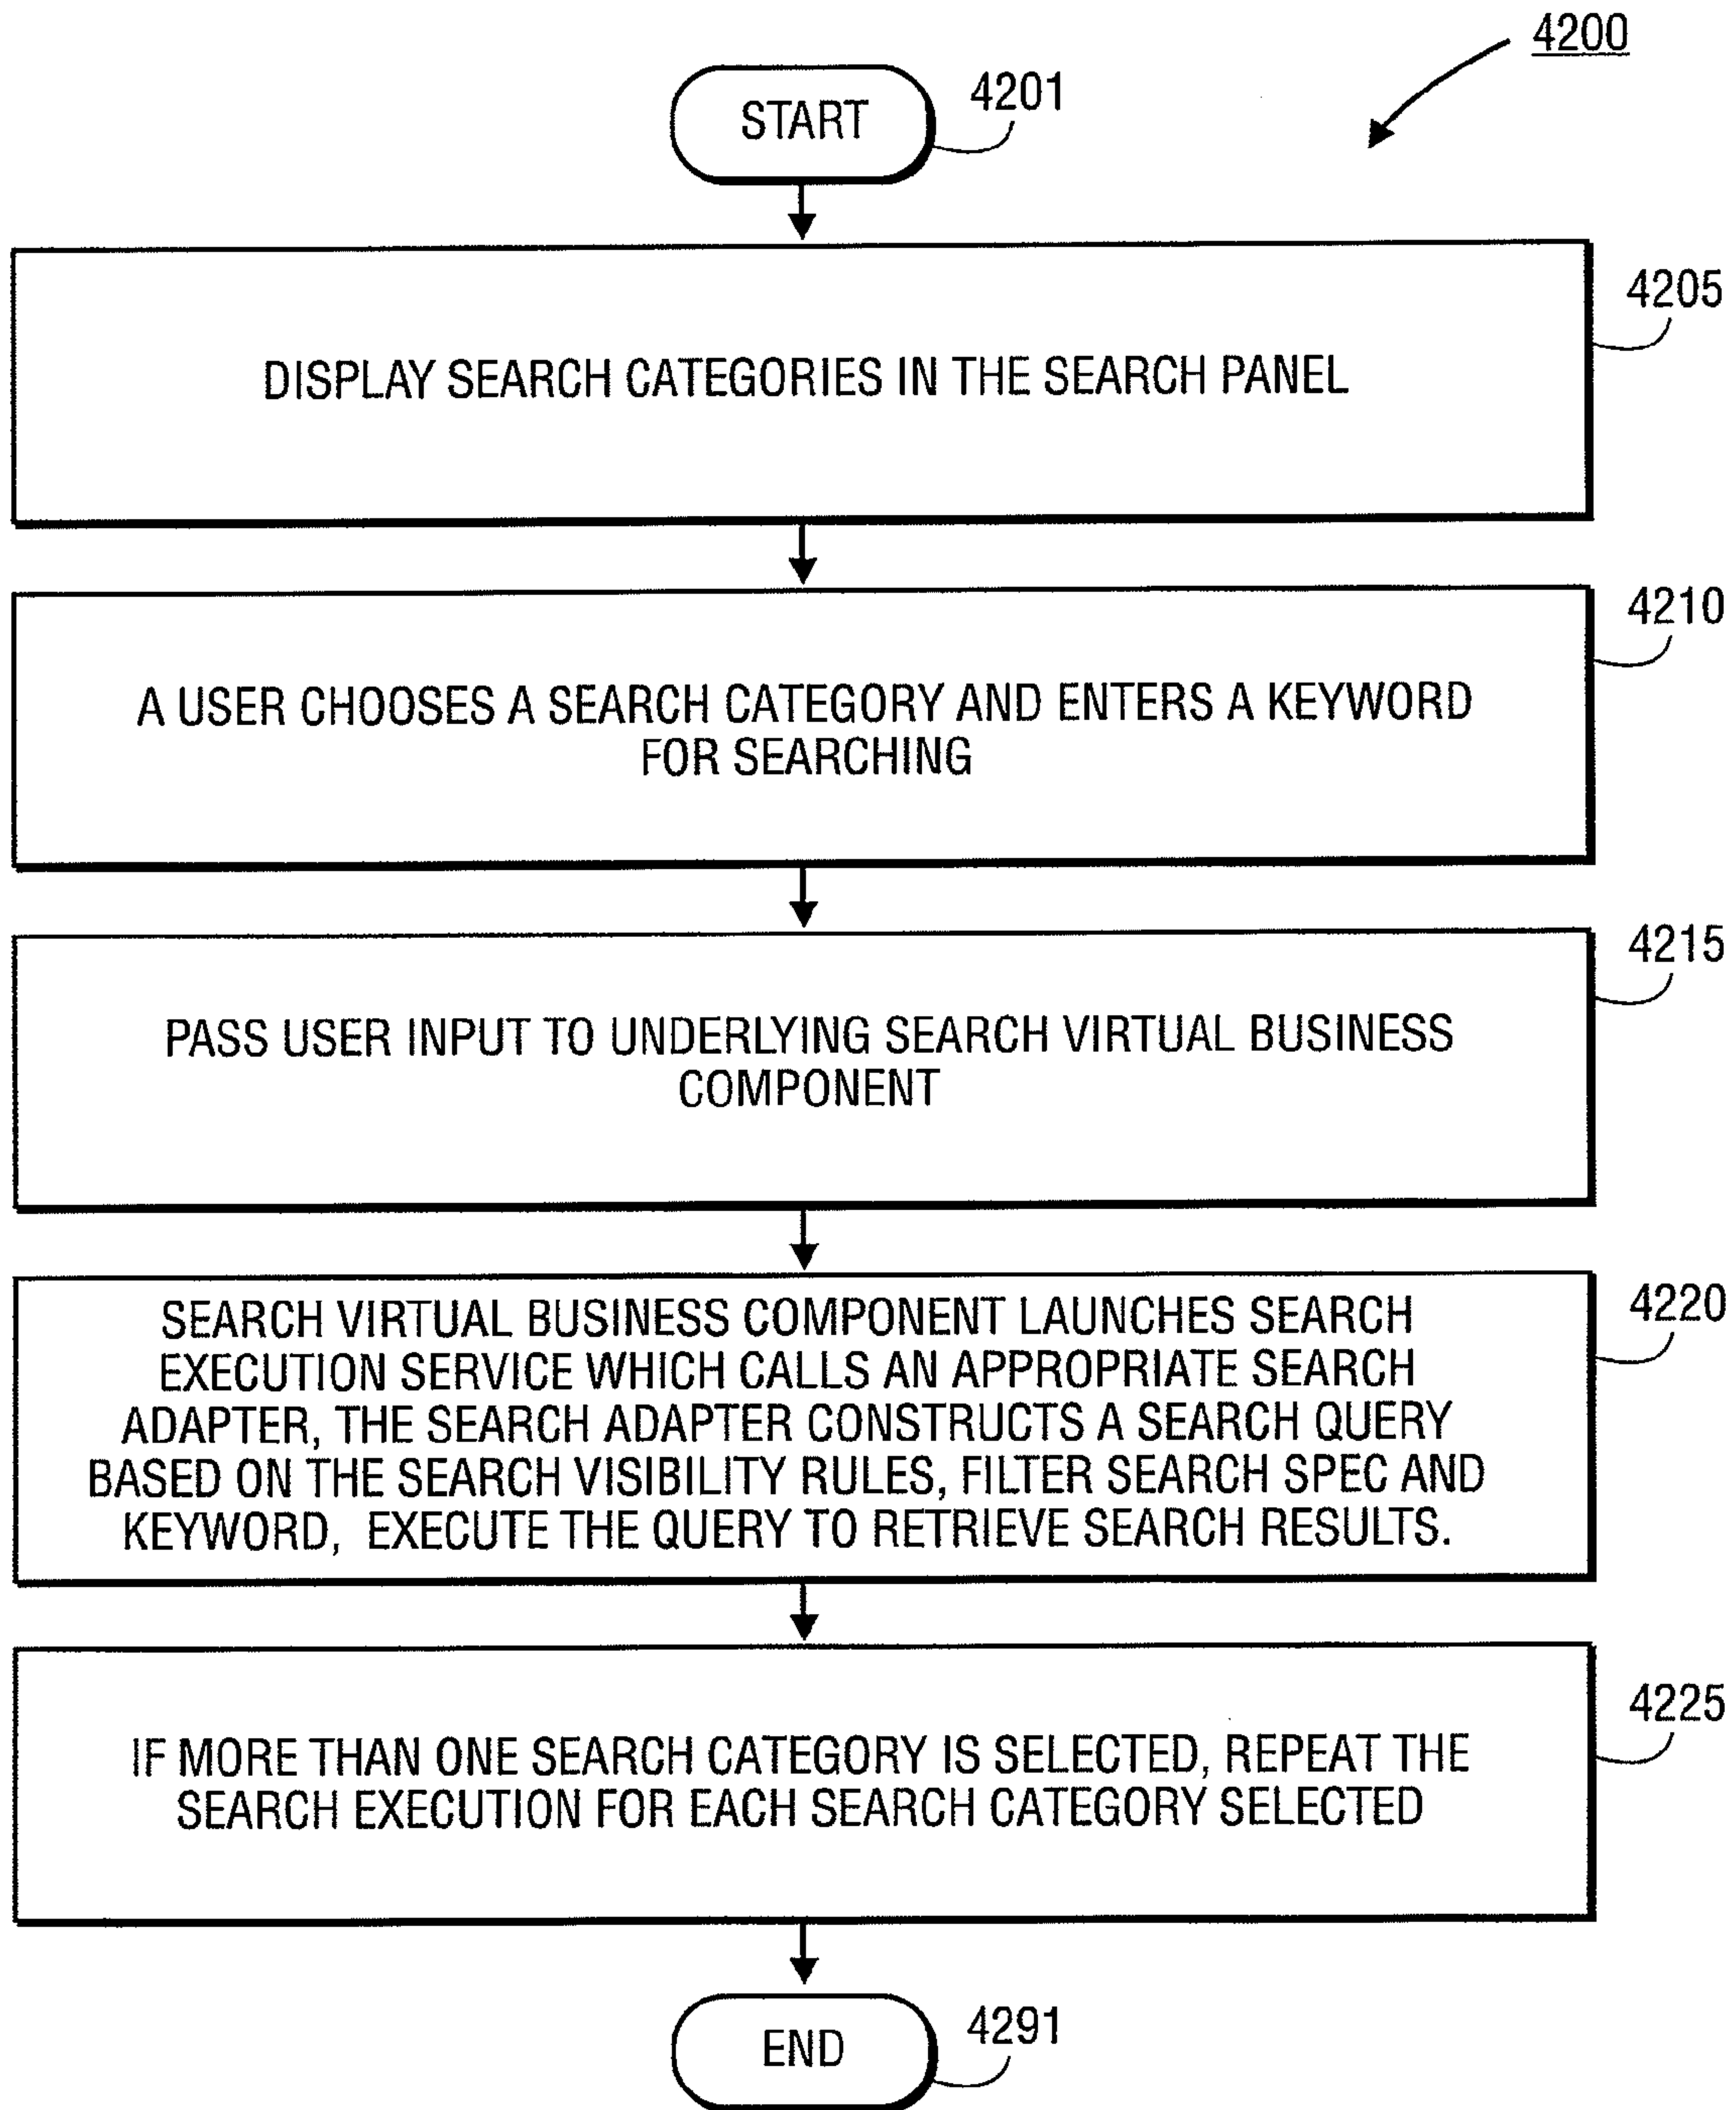 4200
START
4201
4205
DISPLAY SEARCH CATEGORIES IN THE SEARCH PANEL
4210
A USER CHOOSES A SEARCH CATEGORY AND ENTERS A KEYWORD
FOR SEARCHING
4215
PASS USER INPUT TO UNDERLYING SEARCH VIRTUAL BUSINESS
COMPONENT
4220
SEARCH VIRTUAL BUSINESS COMPONENT LAUNCHES SEARCH
EXECUTION SERVICE WHICH CALLS AN APPROPRIATE SEARCH
ADAPTER, THE SEARCH ADAPTER CONSTRUCTS A SEARCH QUERY
BASED ON THE SEARCH VISIBILITY RULES, FILTER SEARCH SPEC AND
KEYWORD, EXECUTE THE QUERY TO RETRIEVE SEARCH RESULTS.
4225
IF MORE THAN ONE SEARCH CATEGORY IS SELECTED, REPEAT THE
SEARCH EXECUTION FOR EACH SEARCH CATEGORY SELECTED
END
4291